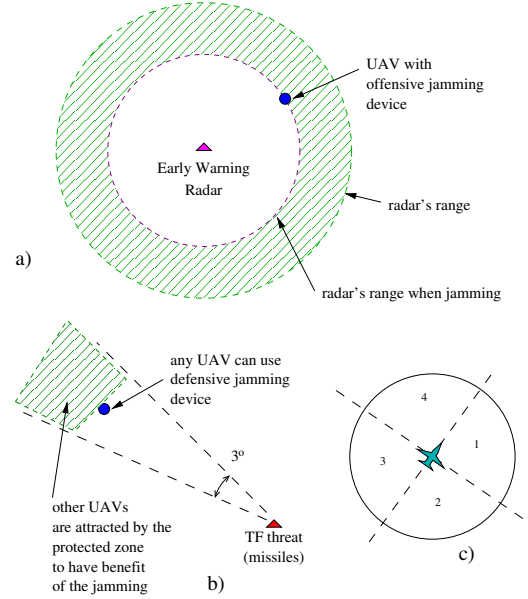 UAV with
offensive jamming
device
Early Warning
Radar
radar's range
a)
radar's range when jamming
any UAV can use
defensive jamming
device
3º
other UAVs
are attracted by the
protected zone
to have benefit
of the jamming
TF threat
(missiles)
b)
4
1
3
2
c)